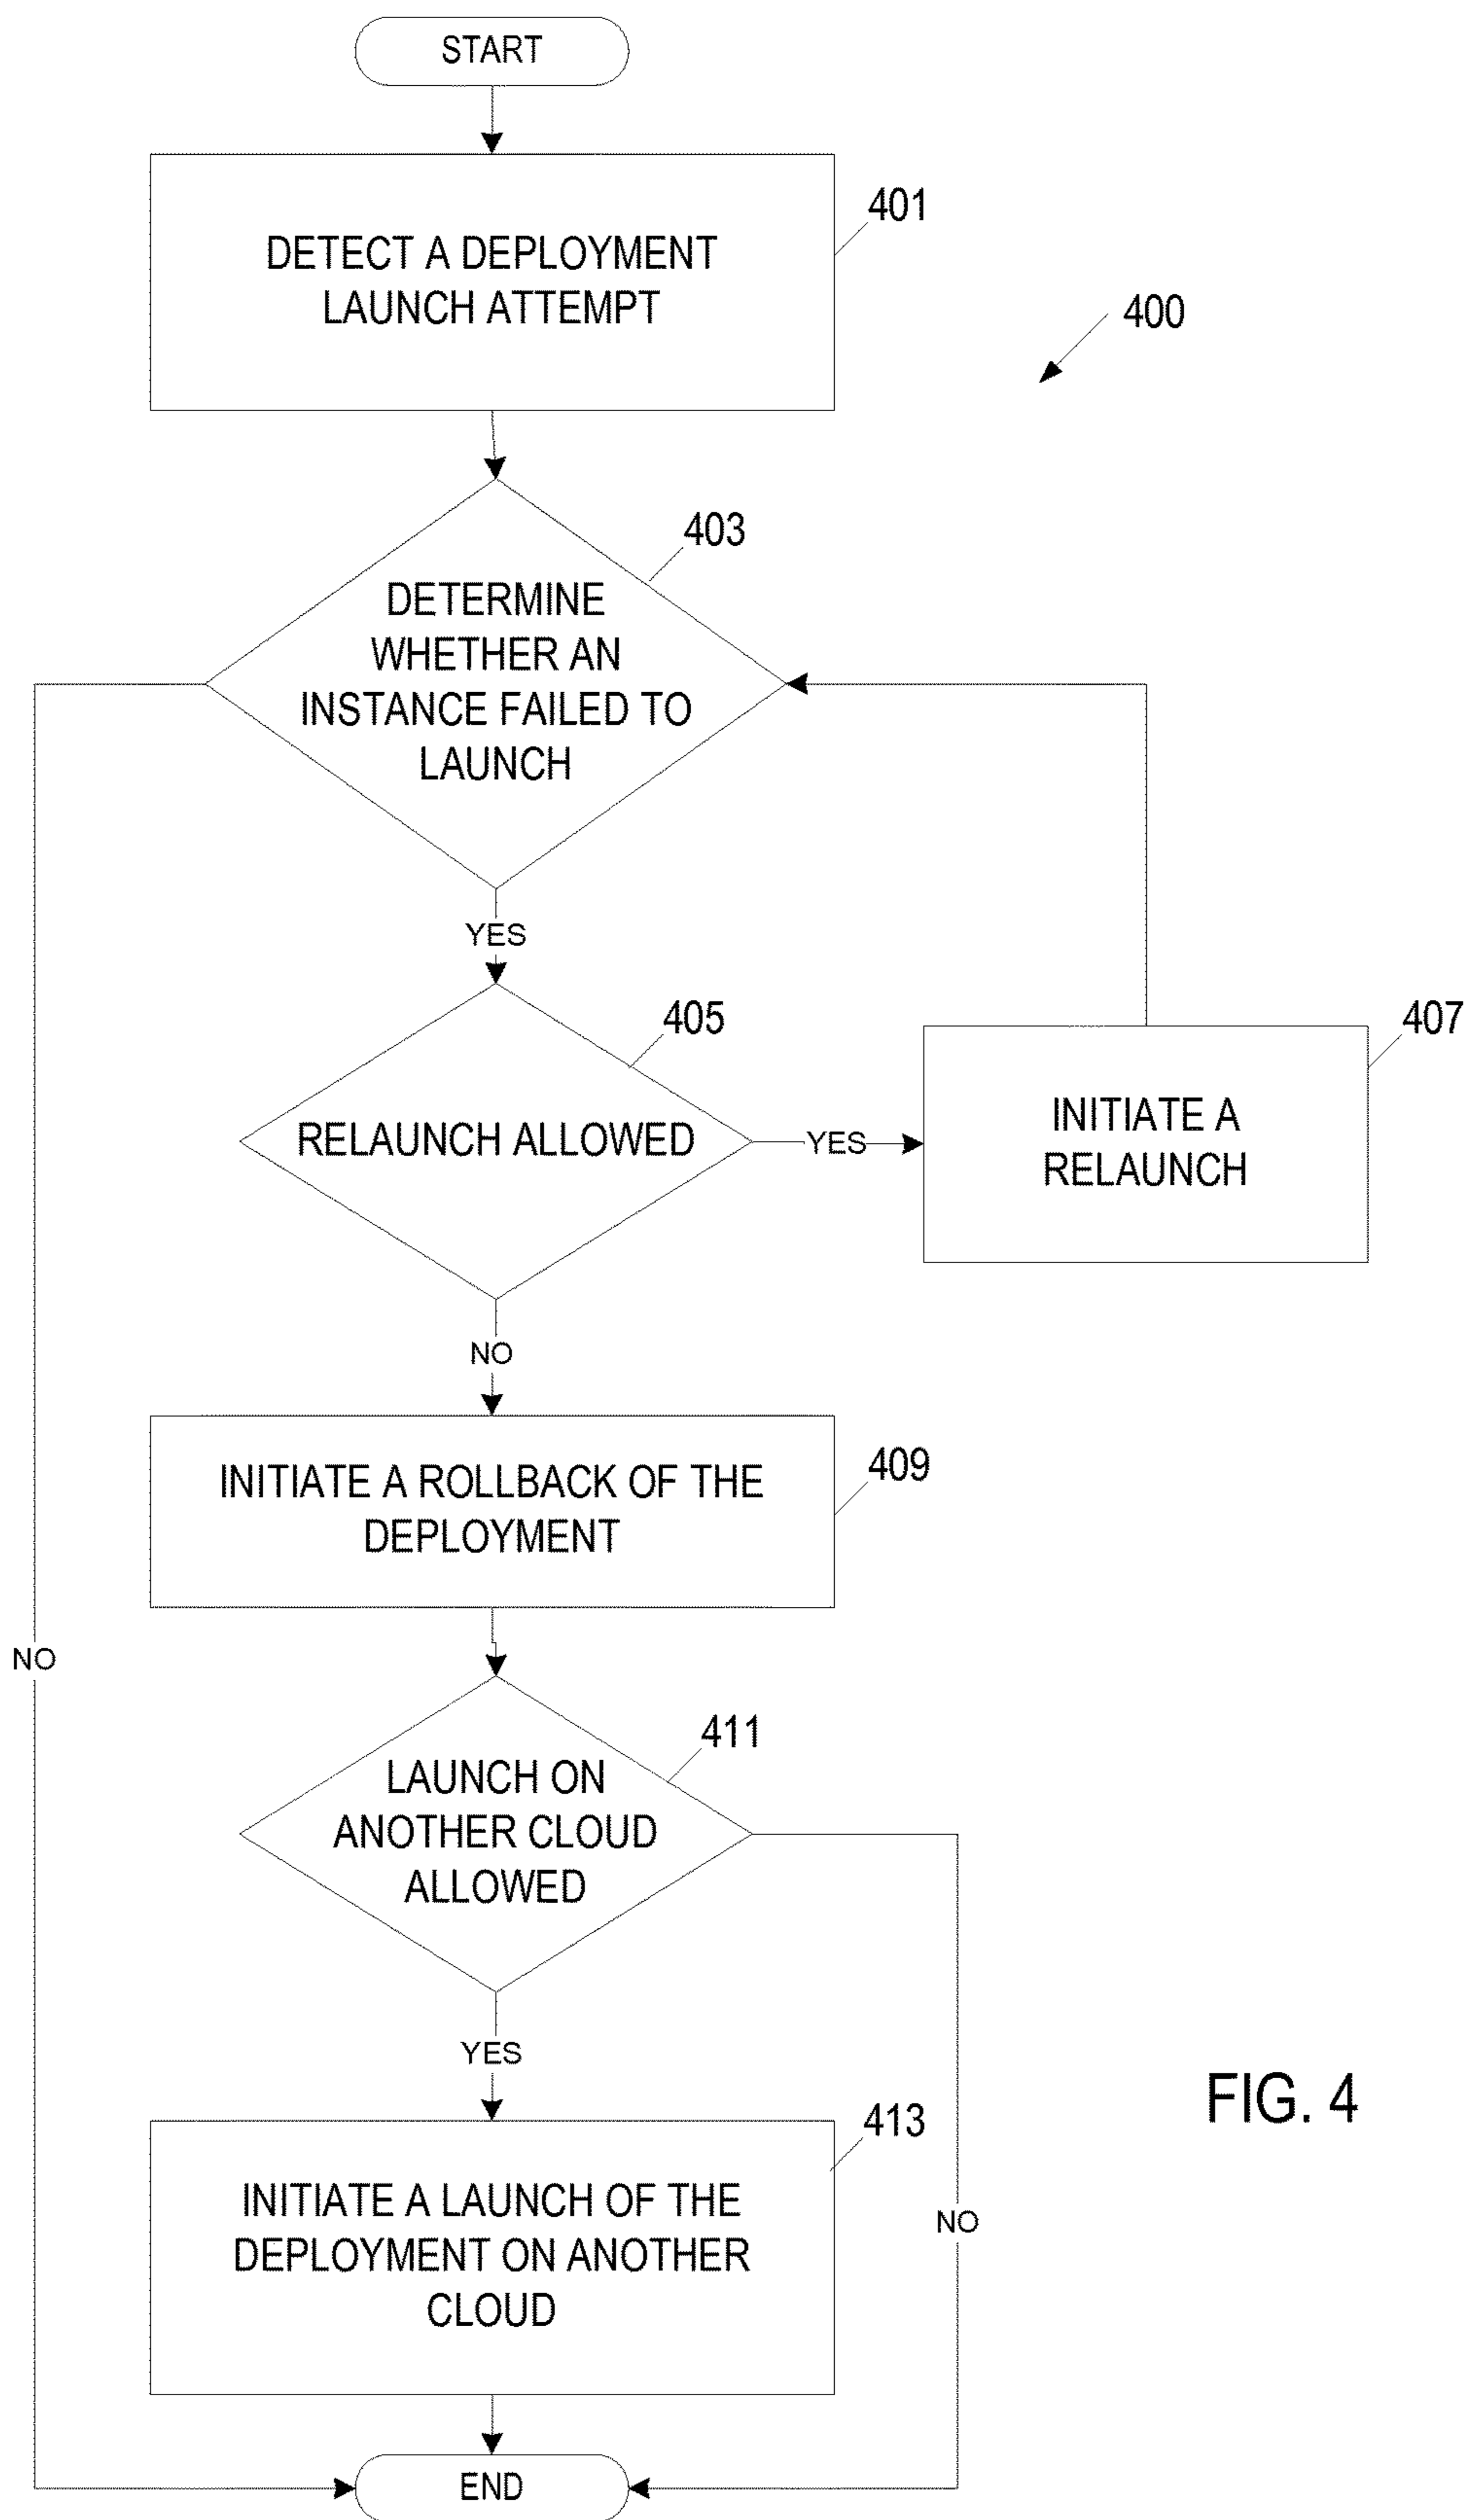 START
DETECT A DEPLOYMENT
LAUNCH ATTEMPT
401
400
403
DETERMINE
WHETHER AN
INSTANCE FAILED TO
LAUNCH
YES
405
RELAUNCH ALLOWED
YES
407
INITIATE A
RELAUNCH
NO
409
INITIATE A ROLLBACK OF THE
DEPLOYMENT
NO
411
LAUNCH ON
ANOTHER CLOUD
ALLOWED
YES
FIG. 4
413
INITIATE A LAUNCH OF THE
DEPLOYMENT ON ANOTHER
CLOUD
NO
END